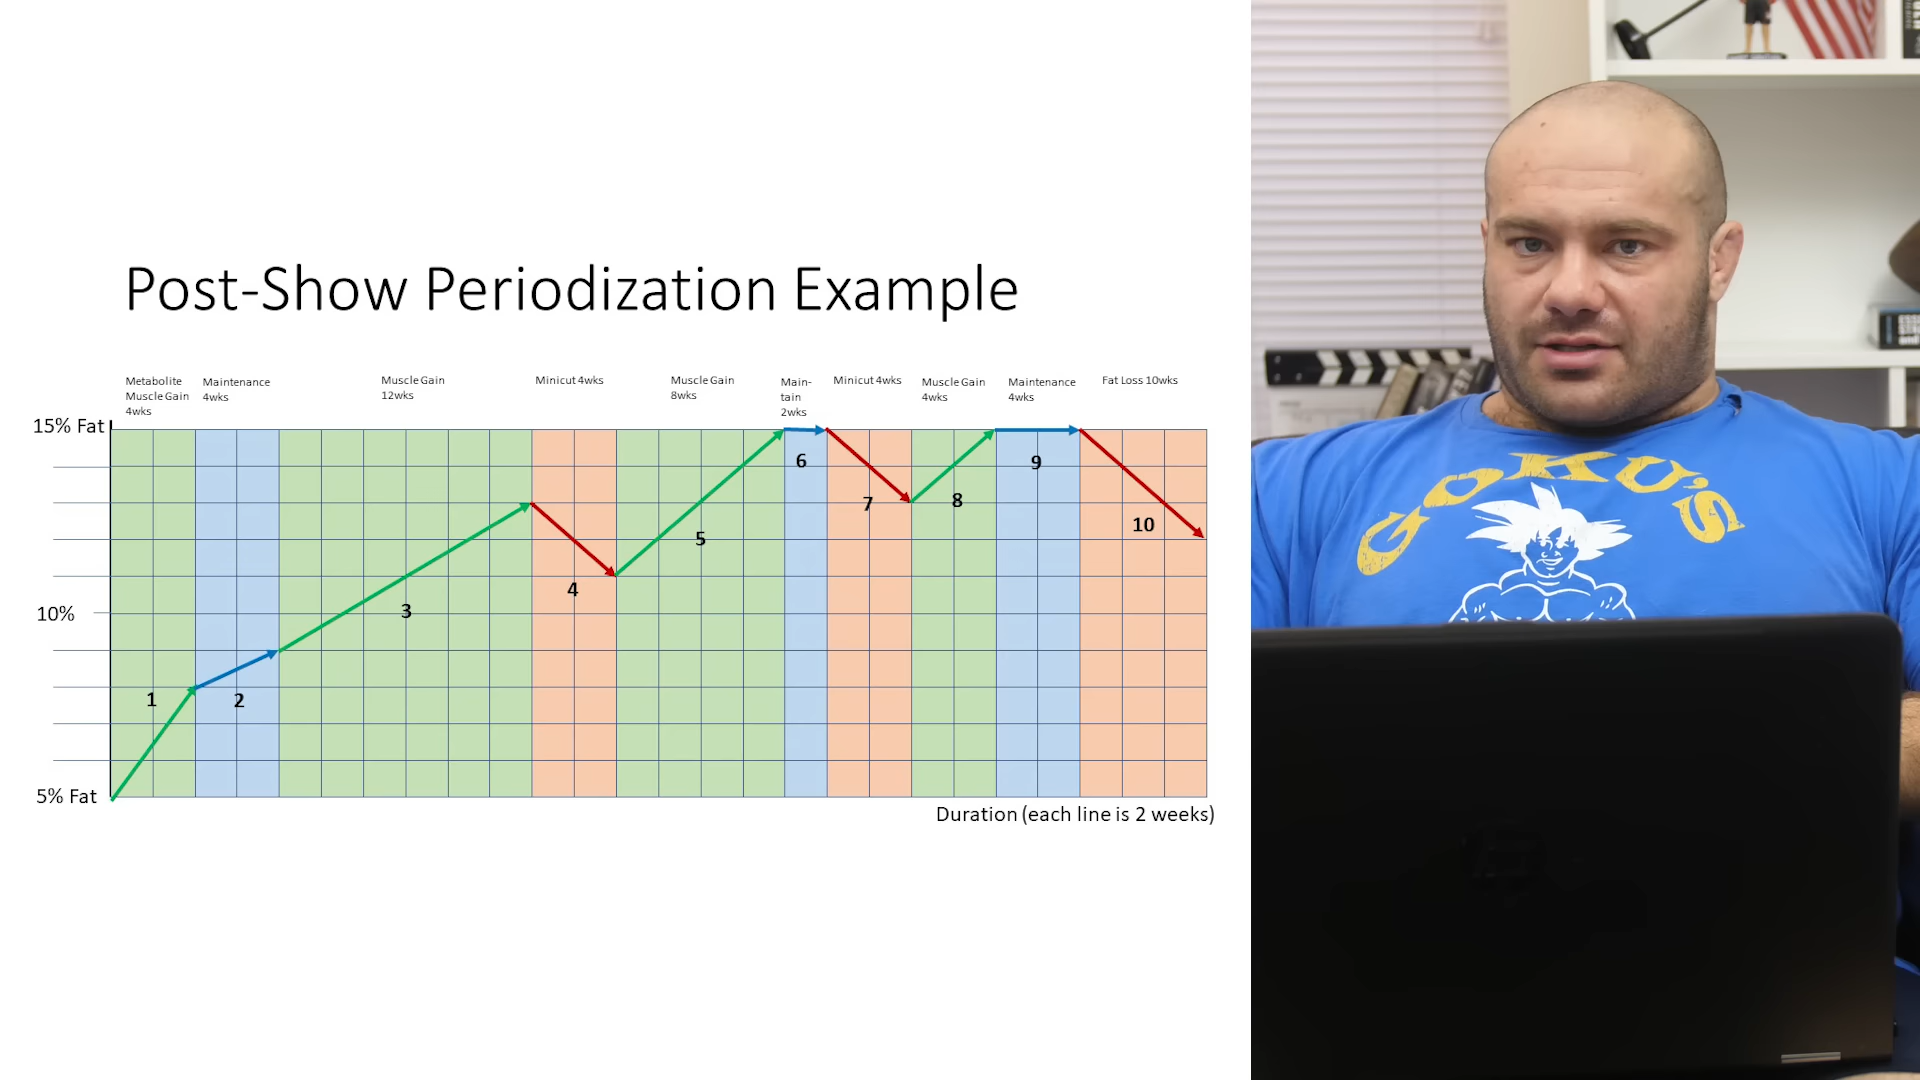 Post-Show Periodization Example
Metabolite
Muscle Gain
4wks
Maintenance
4wks
Muscle Gain
12wks
Minicut 4wks
Muscle Gain
8wks
Main-
tain
2wks
Minicut 4wks
Muscle Gain
4wks
Maintenance
4wks
Fat Loss 10wks
15% Fat
10%
5% Fat
1
2
3
4
5
6
7
8
9
10
Duration (each line is 2 weeks)
GOKU'S